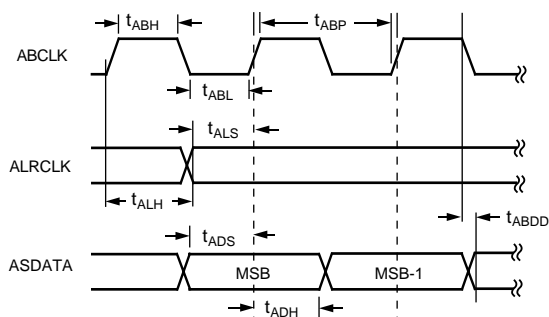 tABH
tABP
ABCLK
tABL
tALS
ALRCLK
tALH
tABDD
tADS
ASDATA
MSB
MSB-1
tADH